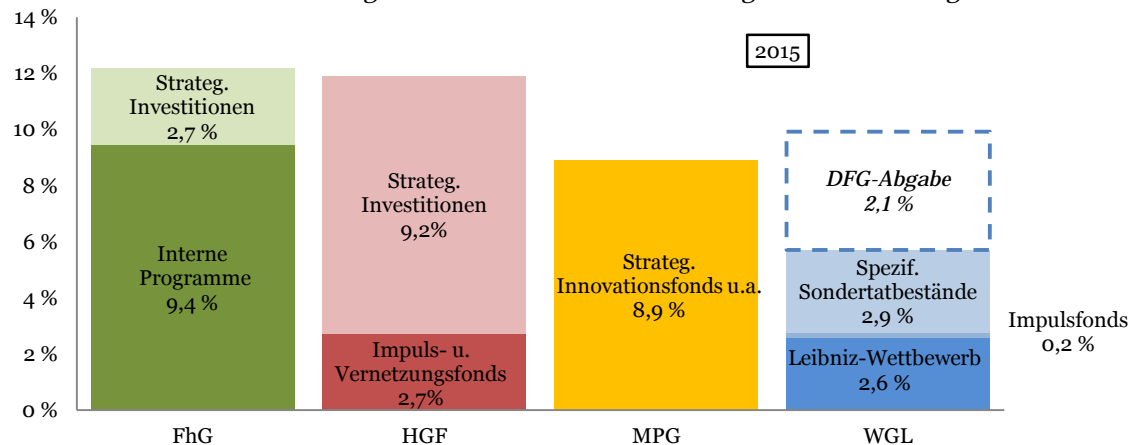 14 %
12 %
10 %
8 %
6 %
4 %
2 %
0 %
2015
Strateg.
Investitionen
2,7 %
Interne
Programme
9,4 %
Strateg.
Investitionen
9,2%
Impuls- u.
Vernetzungsfonds
2,7%
Strateg.
Innovationsfonds u.a.
8,9 %
DFG-Abgabe
2,1 %
Spezif.
Sondertatbestände
2,9 %
Leibniz-Wettbewerb
2,6 %
Impulsfonds
0,2 %
FhG
HGF
MPG
WGL